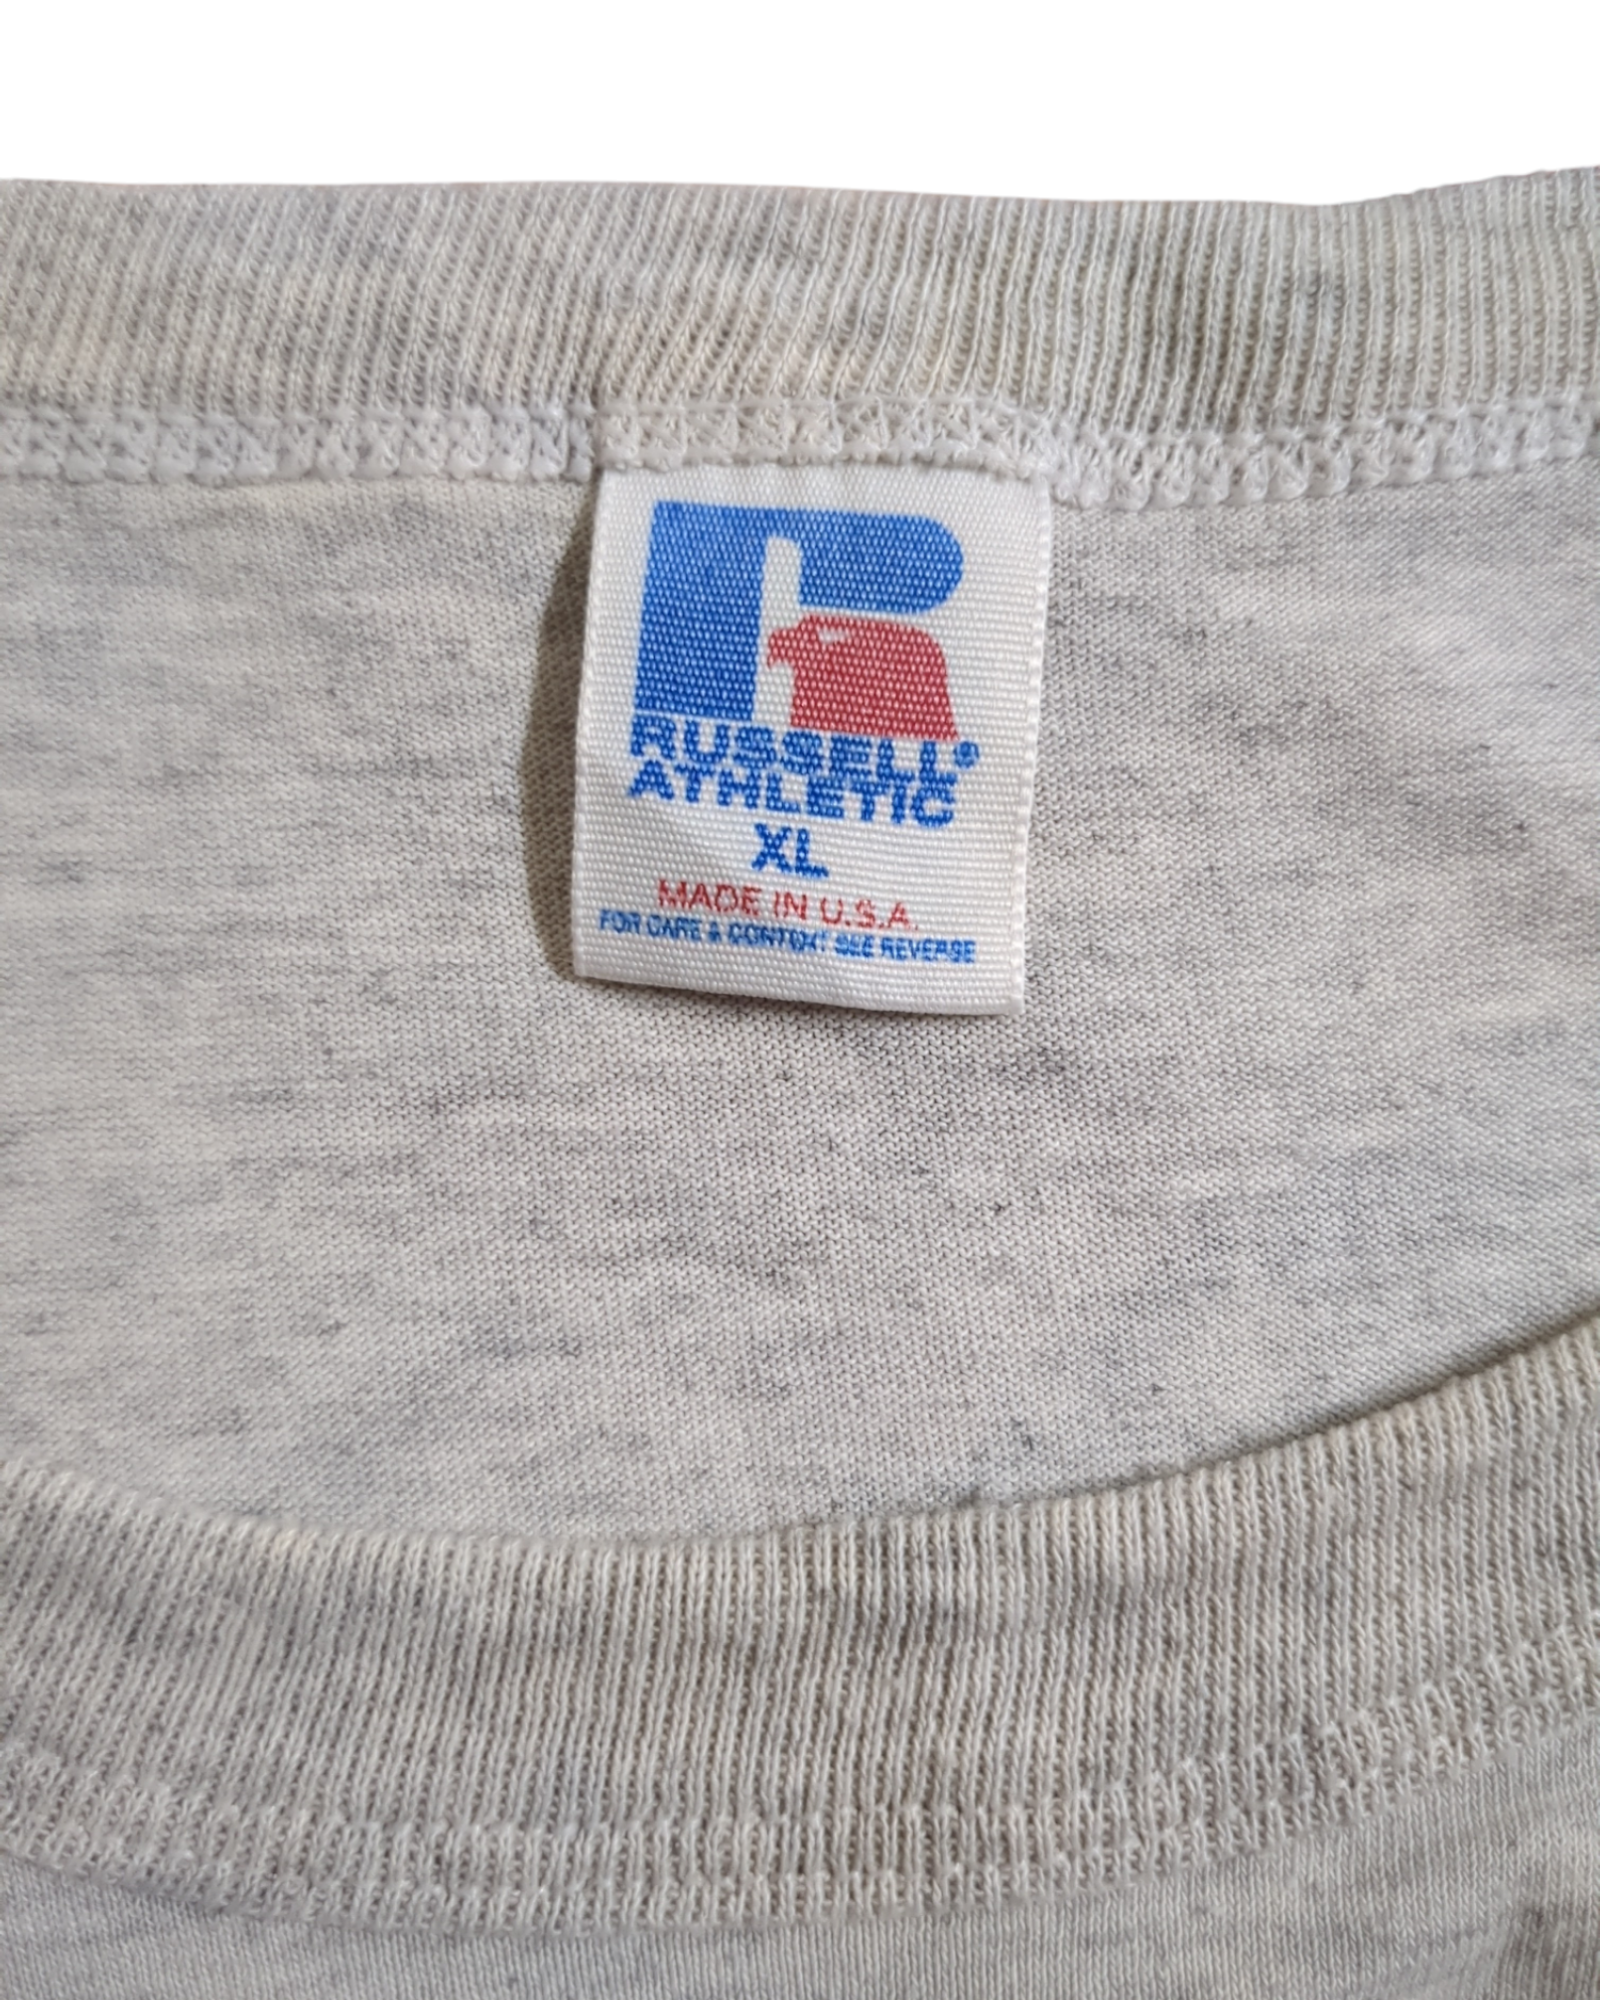 RUSSELL®
ATHLETIC
XL
MADE IN U.S.A.
FOR CARE & CONTENT SEE REVERSE